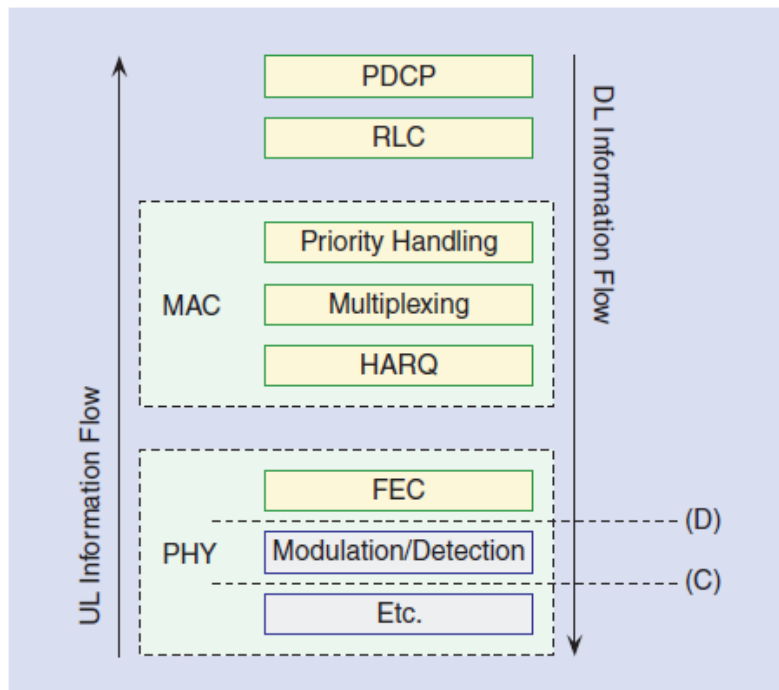 PDCP
RLC
Priority Handling
MAC
Multiplexing
HARQ
FEC
(D)
PHY
Modulation/Detection
(C)
Etc.
UL Information Flow
DL Information Flow